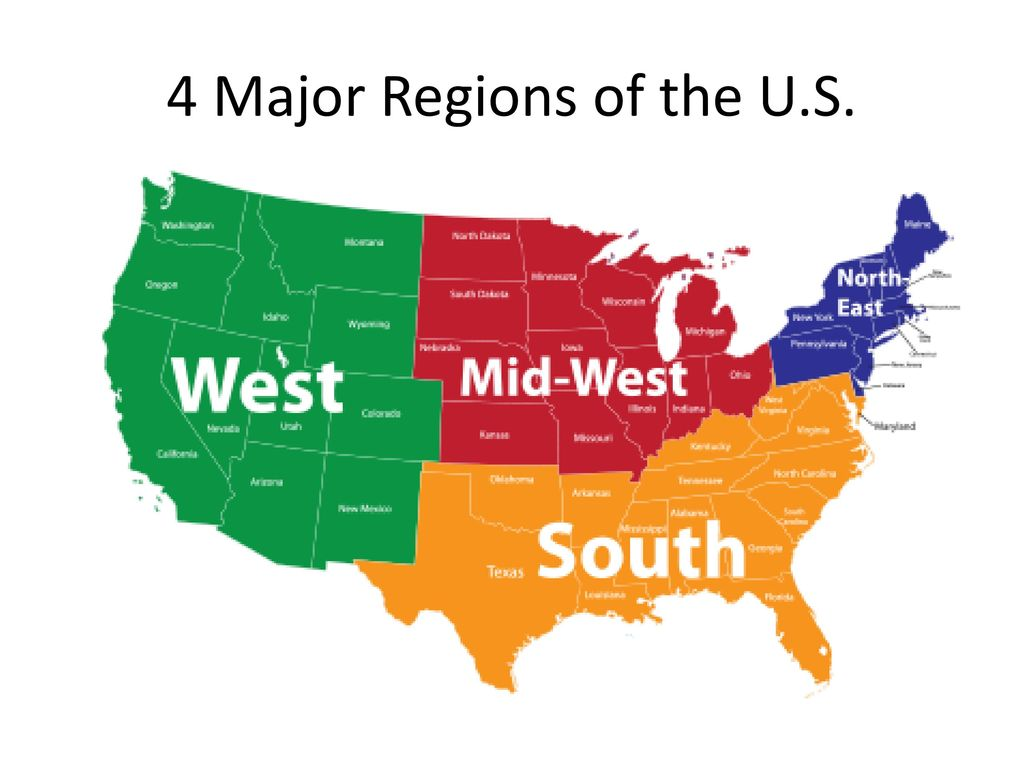 4 Major Regions of the U.S.
Washington
Montana
North Dakota
Maine
Oregon
Minnesota
North-
East
South Dakota
Wisconsin
Idaho
Wyoming
New York
Michigan
Pennsylvania
Nebraska
Iowa
West
Mid-West
Ohio
New Jersey
Delaware
Colorado
Illinois
Indiana
West
Virginia
Nevada
Utah
Kansas
Missouri
Virginia
Maryland
California
Kentucky
Arizona
Oklahoma
Tennessee
North Carolina
New Mexico
Arkansas
Alabama
South
Carolina
Mississippi
South
Georgia
Texas
Louisiana
Florida